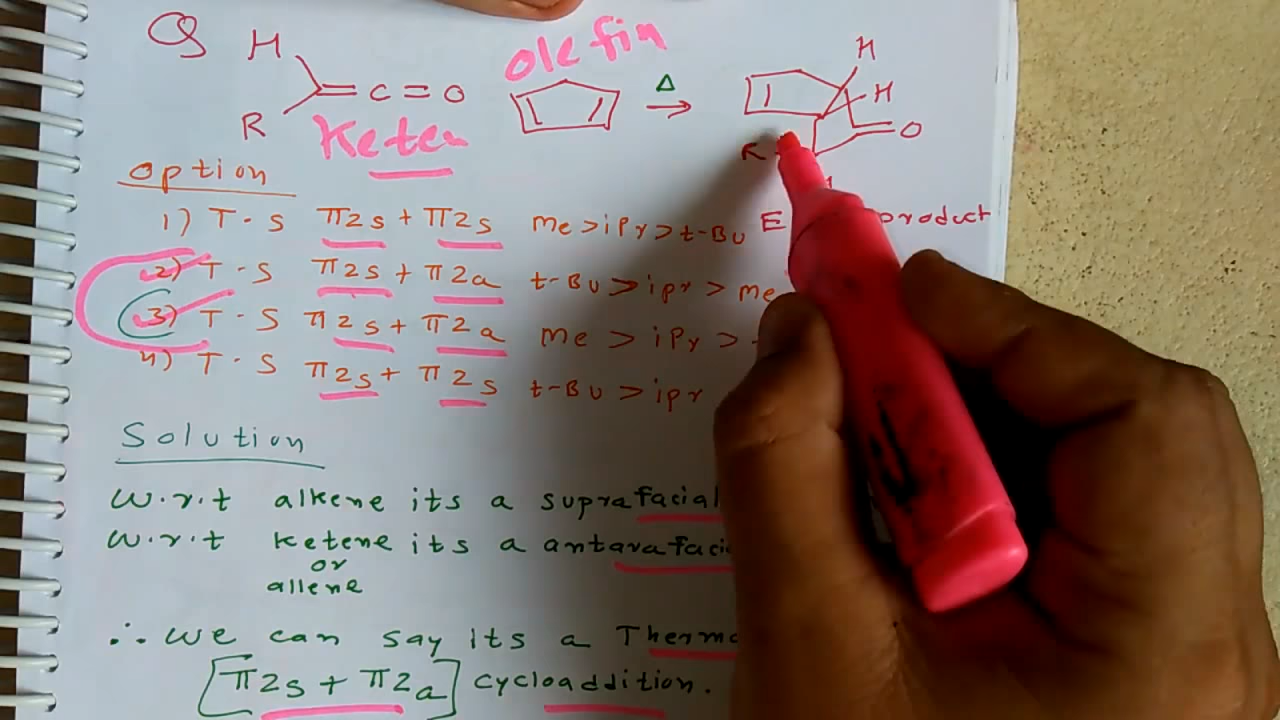 Q H
C = O
R
Keten
Olefin
Δ
H
H
O
R
Option
1) T·S π2s + π2s Me>iPr>t-Bu E product
2) T·S π2s + π2a t-Bu>ipr>me
3) T·S π2s + π2a Me>iPr>
4) T·S π2s + π2s t-Bu>ipr
Solution
W.r.t alkene its a suprafacial
W.r.t ketene its a antarafaci
or
allene
∴ We can say its a Thermo
[π2s + π2a] cycloaddition.